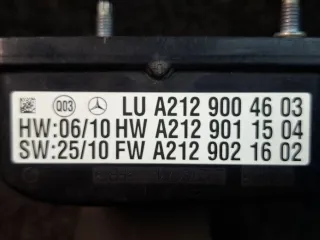 Q03 LU A212 900 46 03
HW:06/10 HW A212 901 15 04
SW:25/10 FW A212 902 16 02